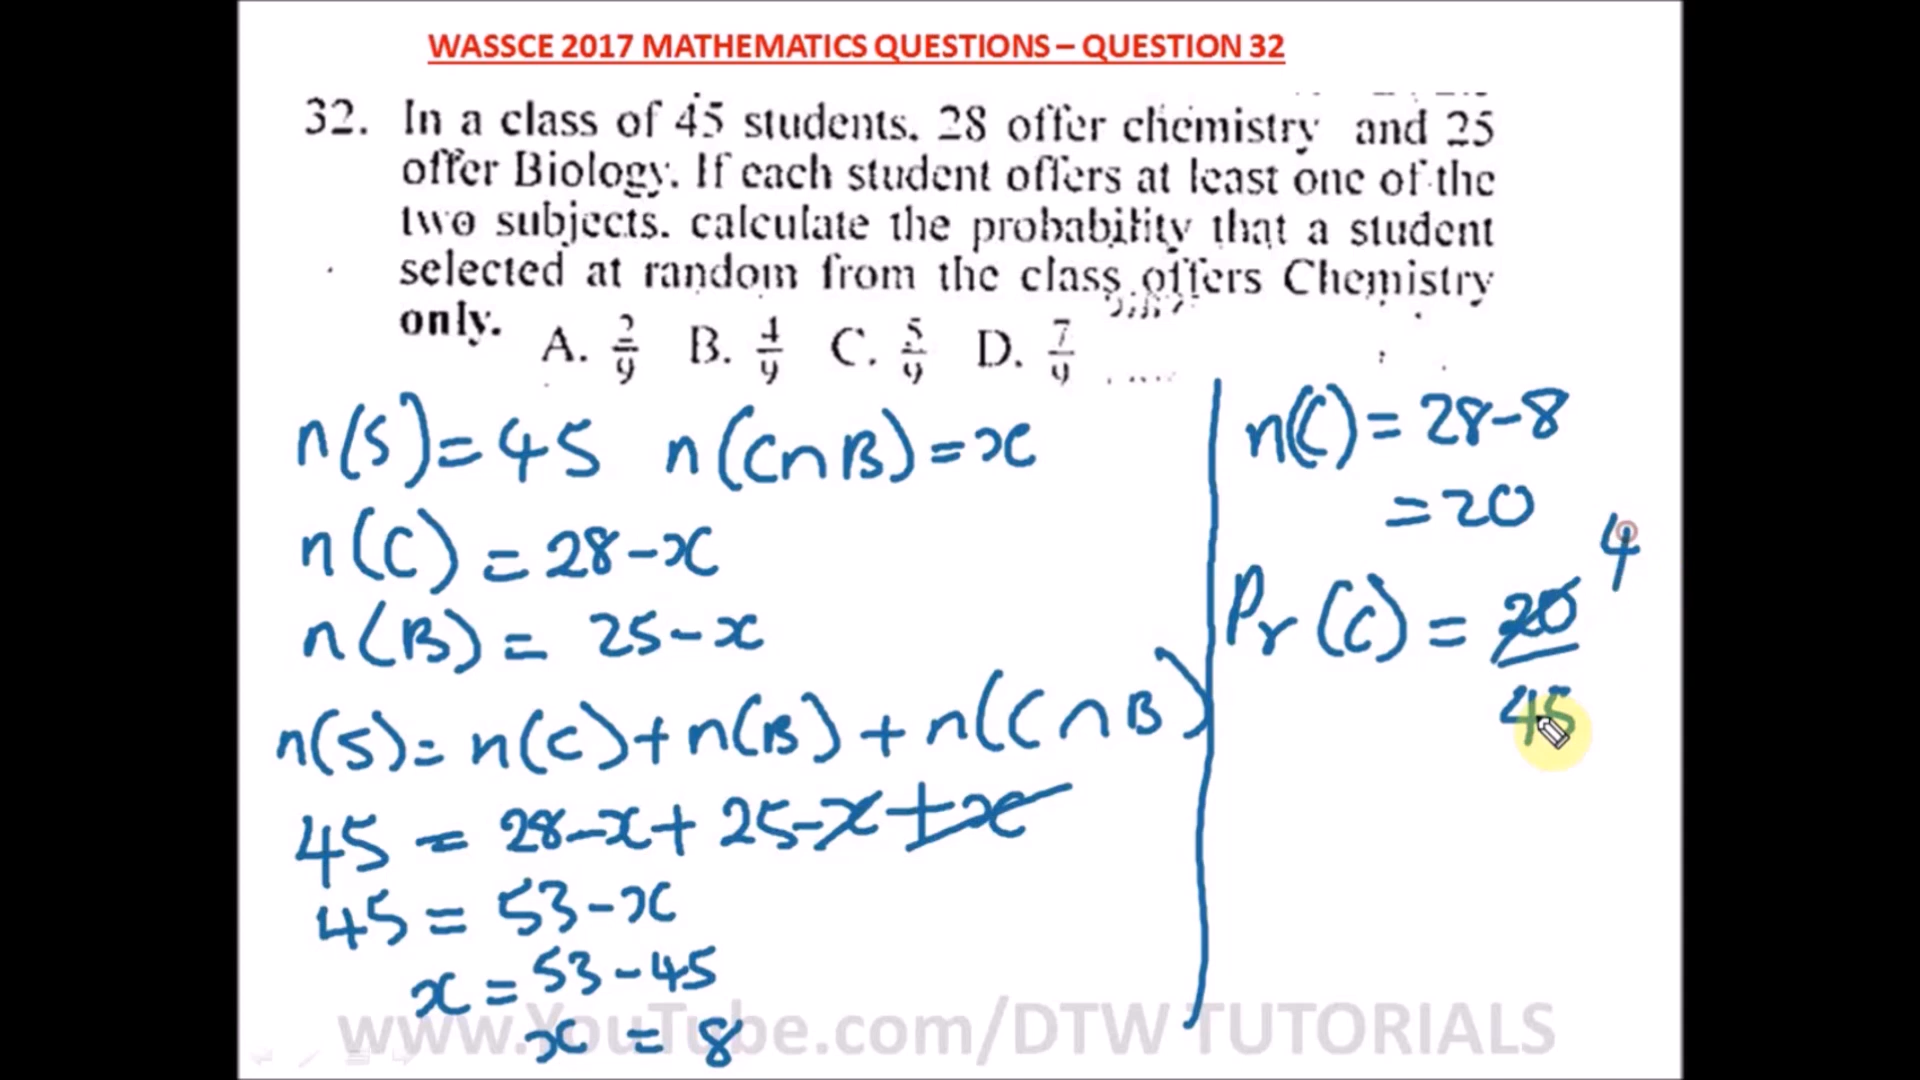 WASSCE 2017 MATHEMATICS QUESTIONS – QUESTION 32
32. In a class of 45 students. 28 offer chemistry and 25
offer Biology. If each student offers at least one of the
two subjects. calculate the probability that a student
selected at random from the class offers Chemistry
only.
A. 2/9 B. 4/9 C. 5/9 D. 7/9
n(S) = 45 n(C∩B) = x
n(C) = 28 - x
n(B) = 25 - x
n(S) = n(C) + n(B) + n(C∩B)
45 = 28 - x + 25 - x + x
45 = 53 - x
x = 53 - 45
x = 8
n(C) = 28 - 8
= 20
4
Pr(C) = 20/45
www.YouTube.com/DTW TUTORIALS